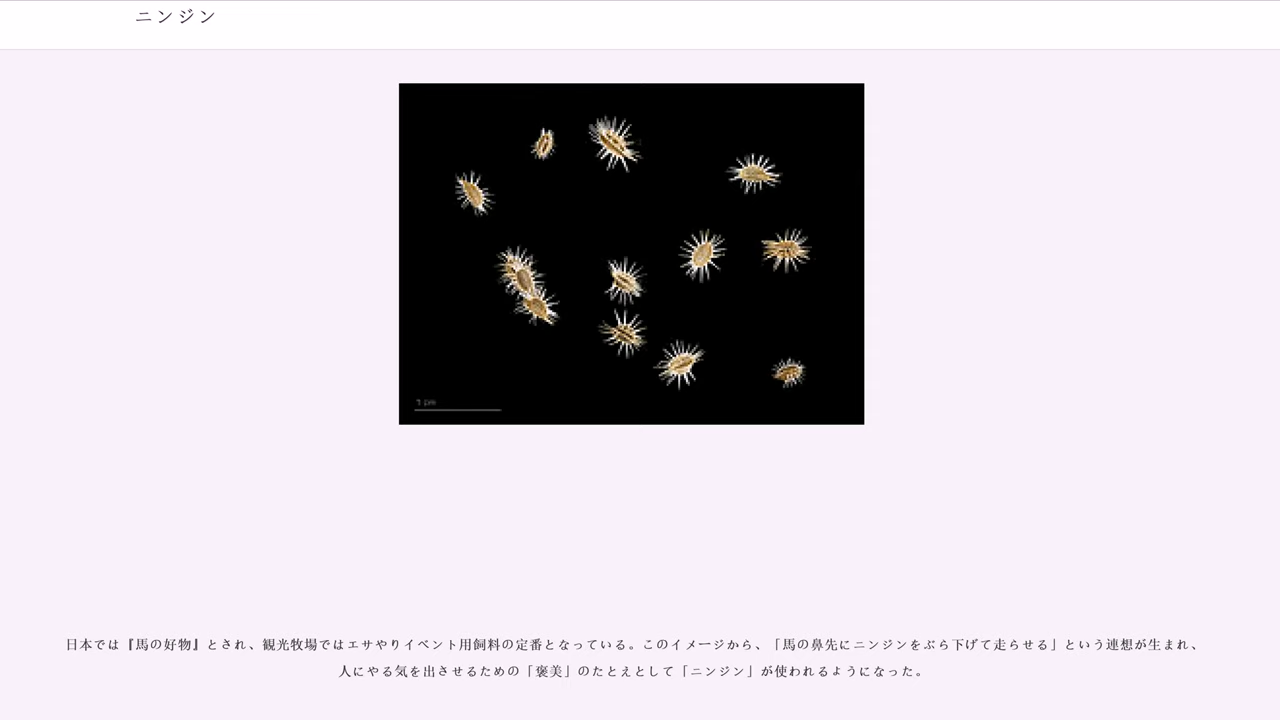 ニンジン
日本では『馬の好物』とされ、観光牧場ではエサやりイベント用飼料の定番となっている。このイメージから、「馬の鼻先にニンジンをぶら下げて走らせる」という連想が生まれ、
人にやる気を出させるための「褒美」のたとえとして「ニンジン」が使われるようになった。